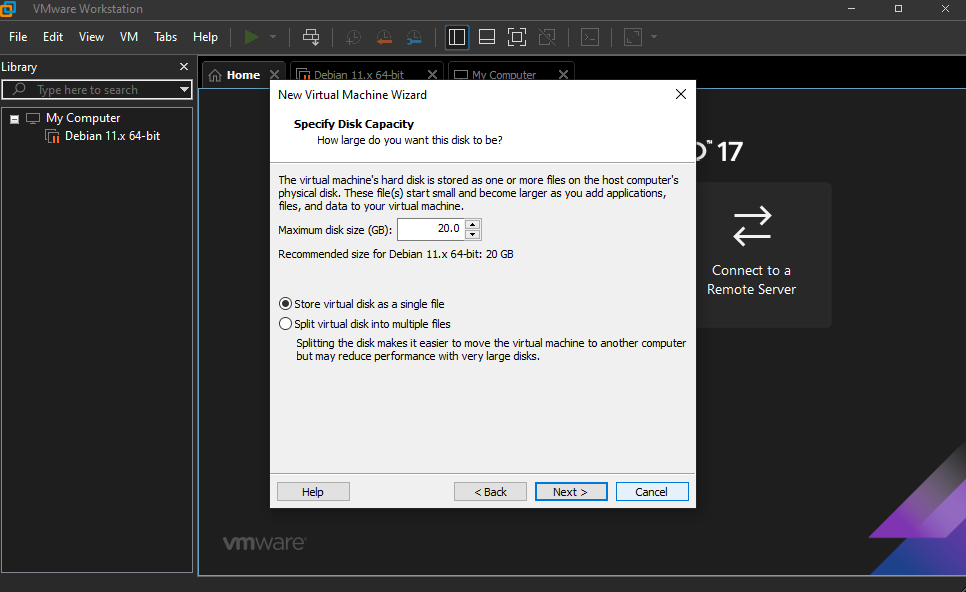 VMware Workstation
File Edit View VM Tabs Help
Library
Type here to search
My Computer
Debian 11.x 64-bit
Home
Debian 11.x 64-bit
My Computer
New Virtual Machine Wizard
Specify Disk Capacity
How large do you want this disk to be?
The virtual machine's hard disk is stored as one or more files on the host computer's
physical disk. These file(s) start small and become larger as you add applications,
files, and data to your virtual machine.
Maximum disk size (GB): 20.0
Recommended size for Debian 11.x 64-bit: 20 GB
Store virtual disk as a single file
Split virtual disk into multiple files
Splitting the disk makes it easier to move the virtual machine to another computer
but may reduce performance with very large disks.
Help < Back Next > Cancel
™ 17
Connect to a
Remote Server
vmware®